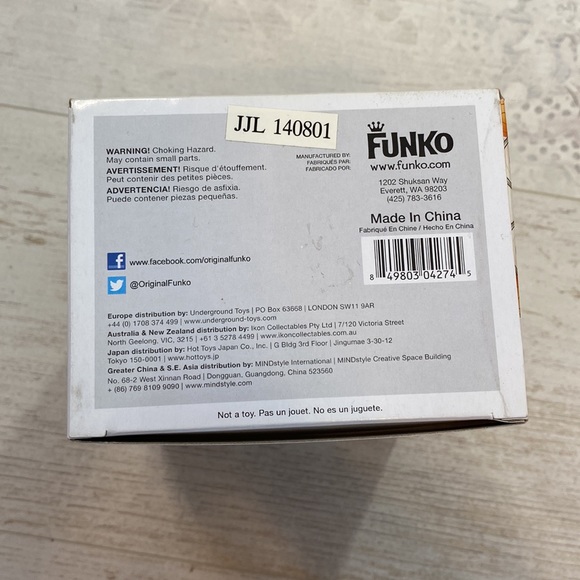 JJL 140801
WARNING! Choking Hazard.
May contain small parts.
AVERTISSEMENT! Risque d'étouffement.
Peut contenir des petites pièces.
ADVERTENCIA! Riesgo de asfixia.
Puede contener piezas pequeñas.
MANUFACTURED BY:
FABRIQUÉS PAR:
FABRICADO POR:
FUNKO
www.funko.com
1202 Shuksan Way
Everett, WA 98203
(425) 783-3616
Made In China
Fabriqué En Chine / Hecho En China
8 49803 04274 5
www.facebook.com/originalfunko
@OriginalFunko
Europe distribution by: Underground Toys | PO Box 63668 | LONDON SW11 9AR
+44 (0) 1708 374 499 | www.underground-toys.com
Australia & New Zealand distribution by: Ikon Collectables Pty Ltd | 7/120 Victoria Street
North Geelong, VIC, 3215 | +61 3 5278 4499 | www.ikoncollectables.com
Japan distribution by: Hot Toys Japan Co., Inc. | G Bldg 3rd Floor | Jingumae 3-30-12
Tokyo 150-0001 | www.hottoys.jp
Greater China & S.E. Asia distribution by: MINDstyle International | MINDstyle Creative Space Building
No. 68-2 West Xinnan Road | Dongguan, Guangdong, China 523560
+ (86) 769 8109 9090 | www.mindstyle.com
Not a toy. Pas un jouet. No es un juguete.